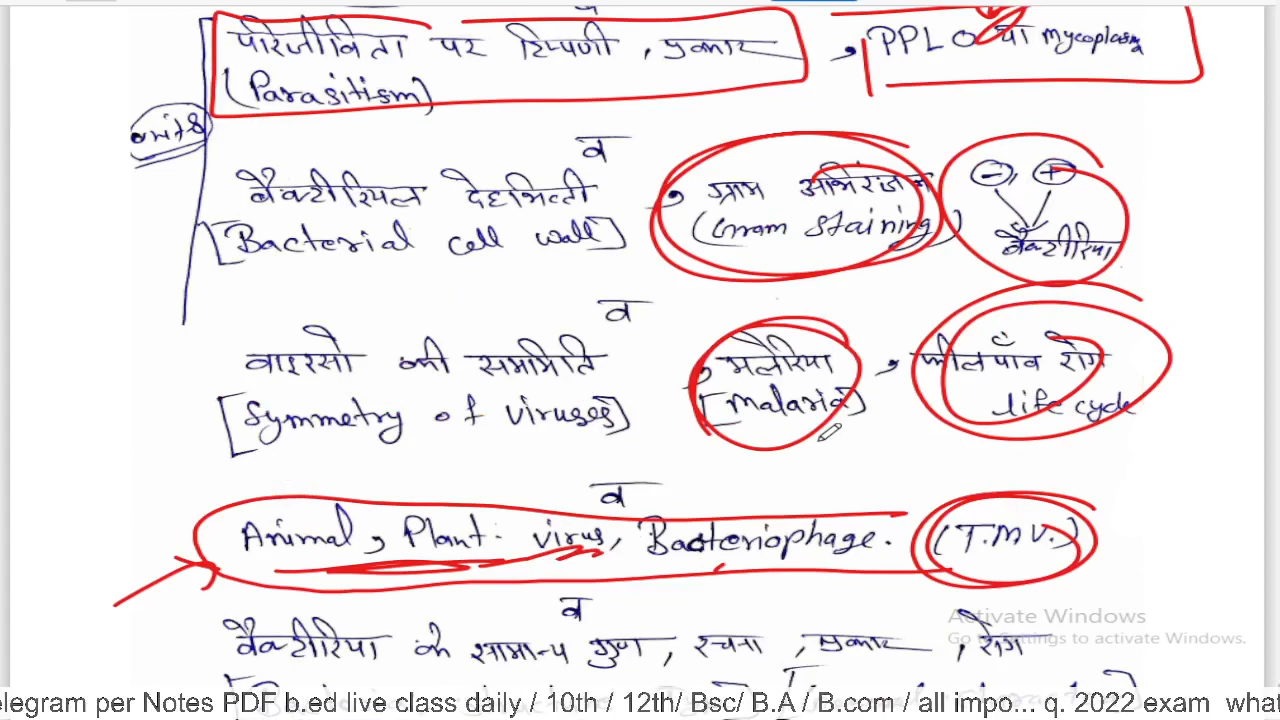 परजीविता पर टिप्पणी, प्रकार, PPLO या mycoplasma
(Parasitism)
unit 8
व
बैक्टीरियल देहभित्ती, ग्राम अभिरंजन -, +
[Bacterial cell wall] (Gram staining) बैक्टीरिया
व
वाइरसो की सममिति, मलेरिया, फीलपाँव रोग
[Symmetry of viruses] [Malaria] life cycle
व
Animal, Plant virus, Bacteriophage. (T.M.V.)
व
Activate Windows
Go to Settings to activate Windows.
बैक्टीरिया के सामान्य गुण, रचना, प्रकार, रोग
elegram per Notes PDF b.ed live class daily / 10th / 12th/ Bsc/ B.A / B.com / all impo... q. 2022 exam what